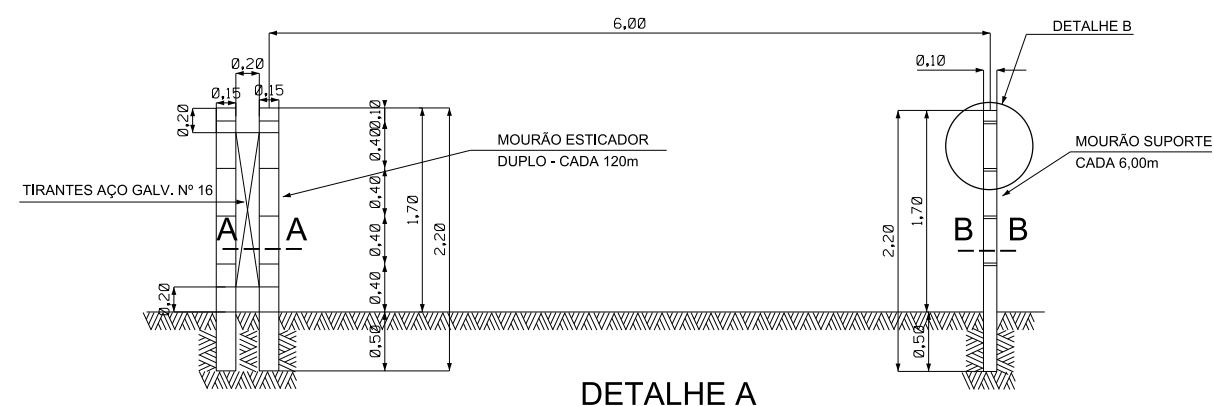 6,00
DETALHE B
0,20
0,10
0,15
0,15
0,20
0,10
0,40
0,40
0,40
0,40
0,50
1,70
2,20
MOURÃO ESTICADOR
DUPLO - CADA 120m
MOURÃO SUPORTE
CADA 6,00m
TIRANTES AÇO GALV. Nº 16
A
A
B
B
2,20
1,70
0,50
0,20
DETALHE A